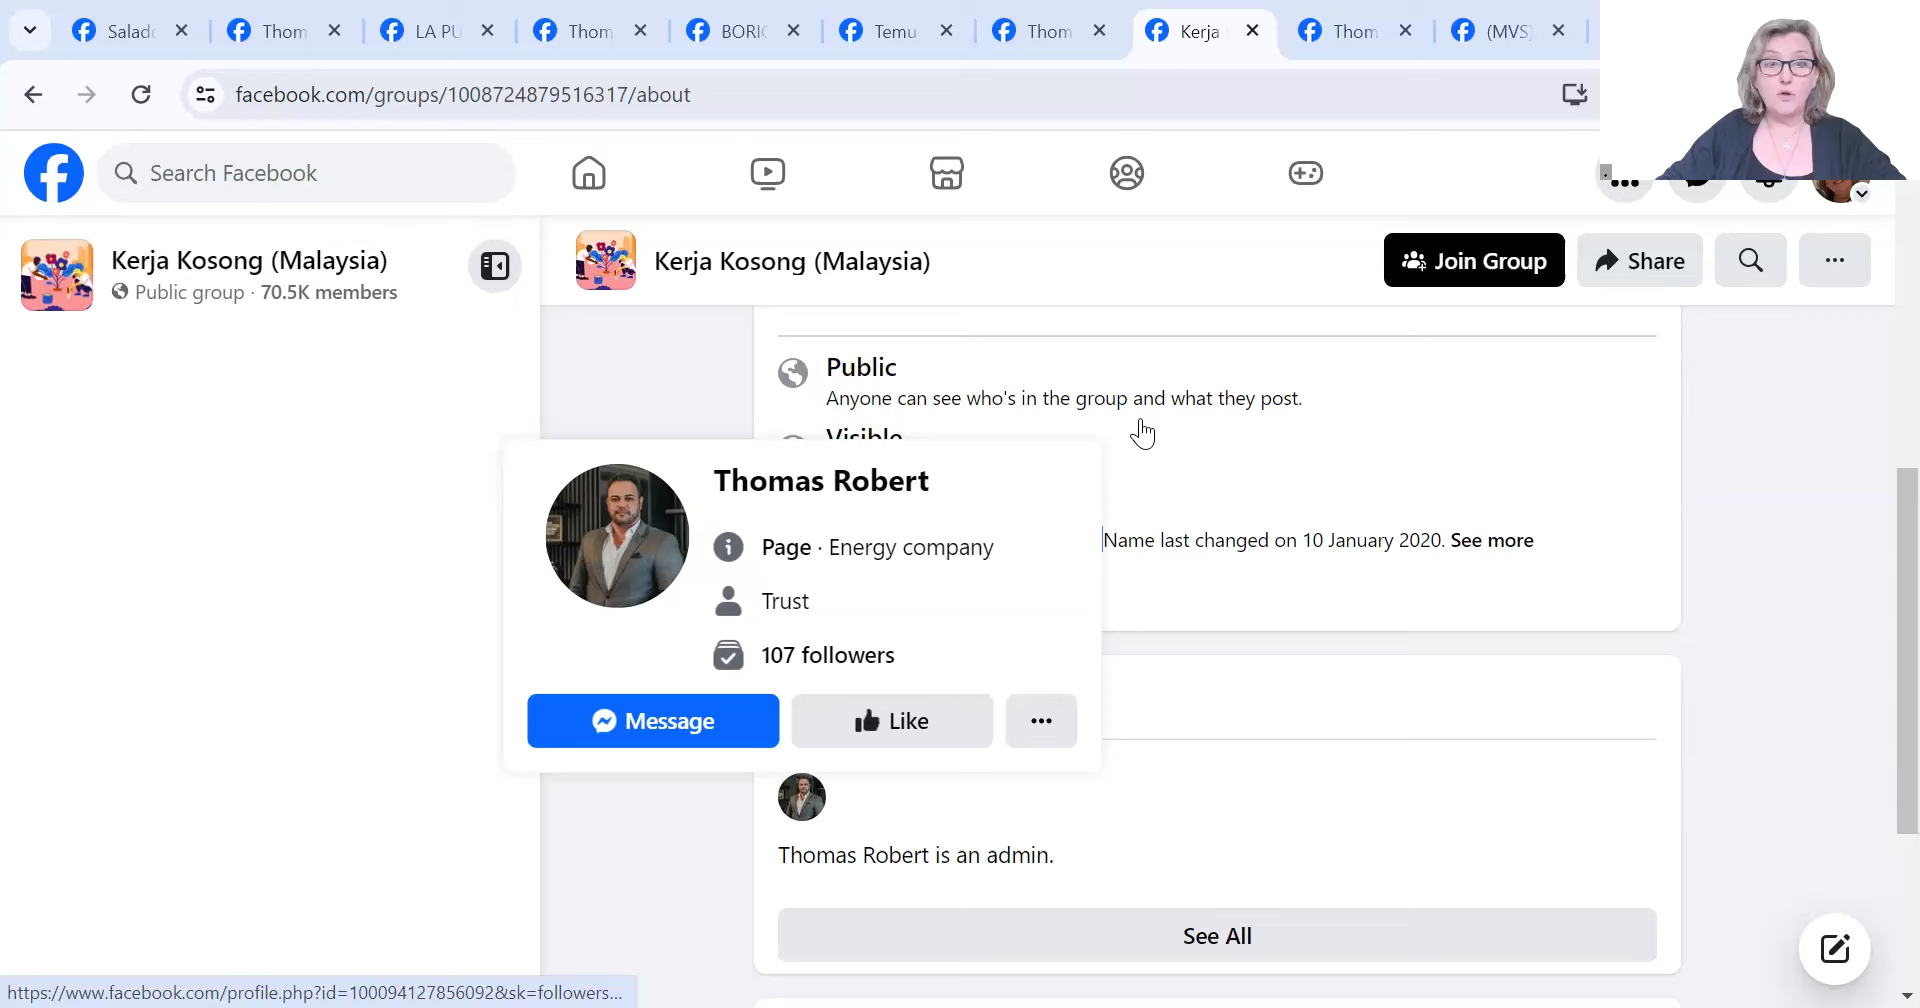 Salado
Thom
LA PU
Thom
BORIC
Temu
Thom
Kerja
Thom
(MVS)
facebook.com/groups/1008724879516317/about
Search Facebook
Kerja Kosong (Malaysia)
Public group · 70.5K members
Kerja Kosong (Malaysia)
Join Group
Share
Public
Anyone can see who's in the group and what they post.
Visible
Name last changed on 10 January 2020. See more
Thomas Robert
Page · Energy company
Trust
107 followers
Message
Like
Thomas Robert is an admin.
See All
https://www.facebook.com/profile.php?id=100094127856092&sk=followers...